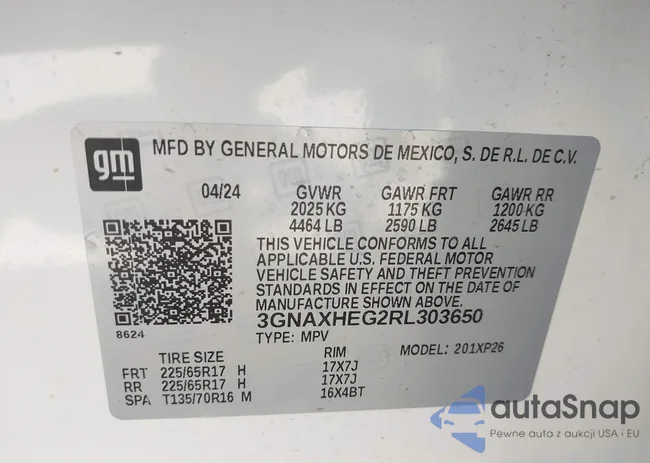 gm
MFD BY GENERAL MOTORS DE MEXICO, S. DE R.L. DE C.V.
04/24 GVWR GAWR FRT GAWR RR
2025 KG 1175 KG 1200 KG
4464 LB 2590 LB 2645 LB
THIS VEHICLE CONFORMS TO ALL
APPLICABLE U.S. FEDERAL MOTOR
VEHICLE SAFETY AND THEFT PREVENTION
STANDARDS IN EFFECT ON THE DATE OF
MANUFACTURE SHOWN ABOVE.
3GNAXHEG2RL303650
8624
TYPE: MPV MODEL: 201XP26
TIRE SIZE RIM
FRT 225/65R17 H 17X7J
RR 225/65R17 H 17X7J
SPA T135/70R16 M 16X4BT
autaSnap
Pewne auta z aukcji USA i EU